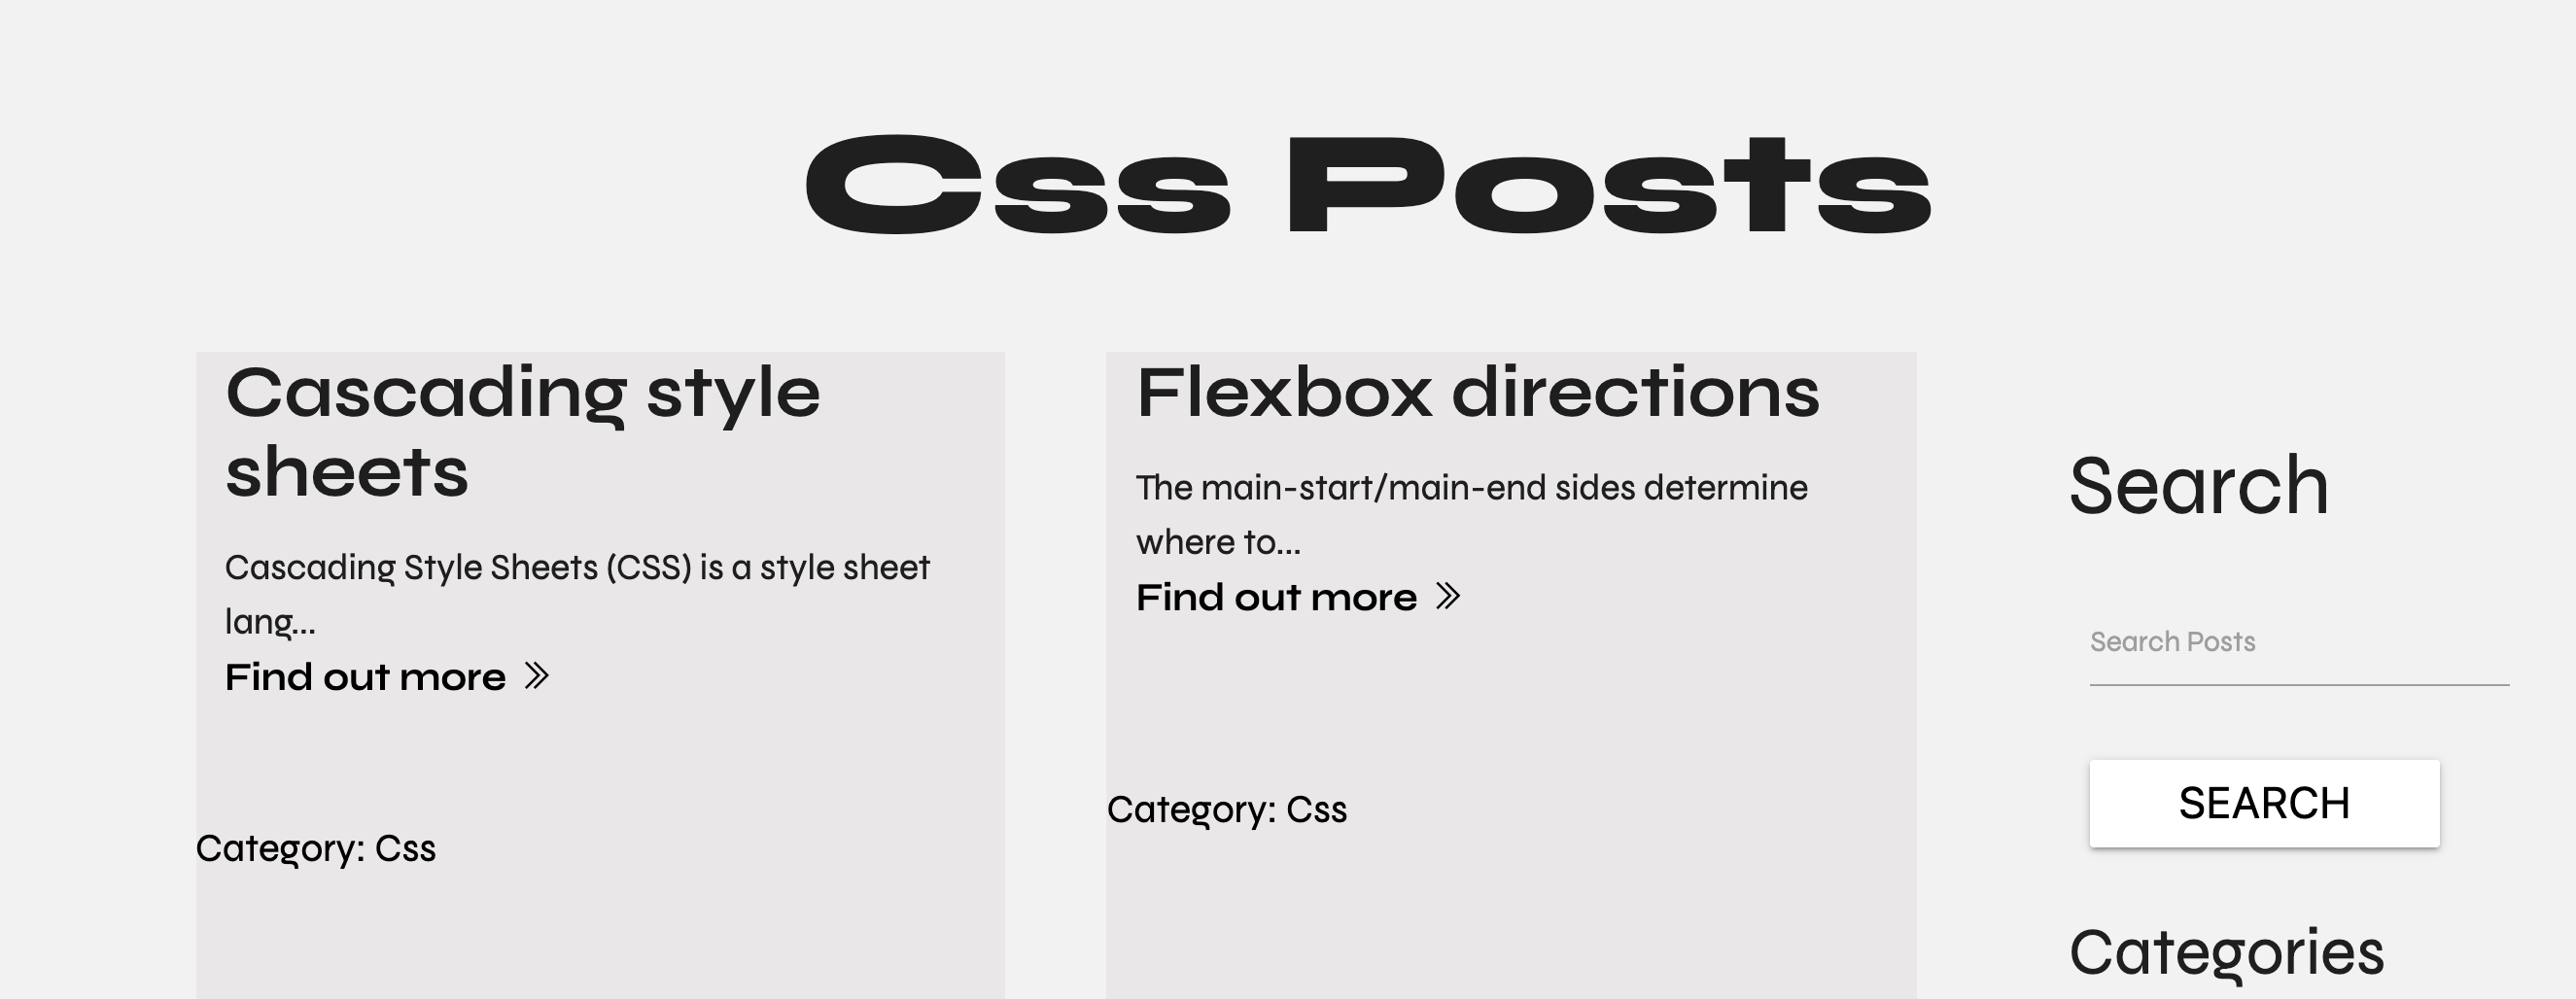 Css Posts
Cascading style
sheets
Cascading Style Sheets (CSS) is a style sheet
lang...
Find out more
Category: Css
Flexbox directions
The main-start/main-end sides determine
where to...
Find out more
Category: Css
Search
Search Posts
SEARCH
Categories